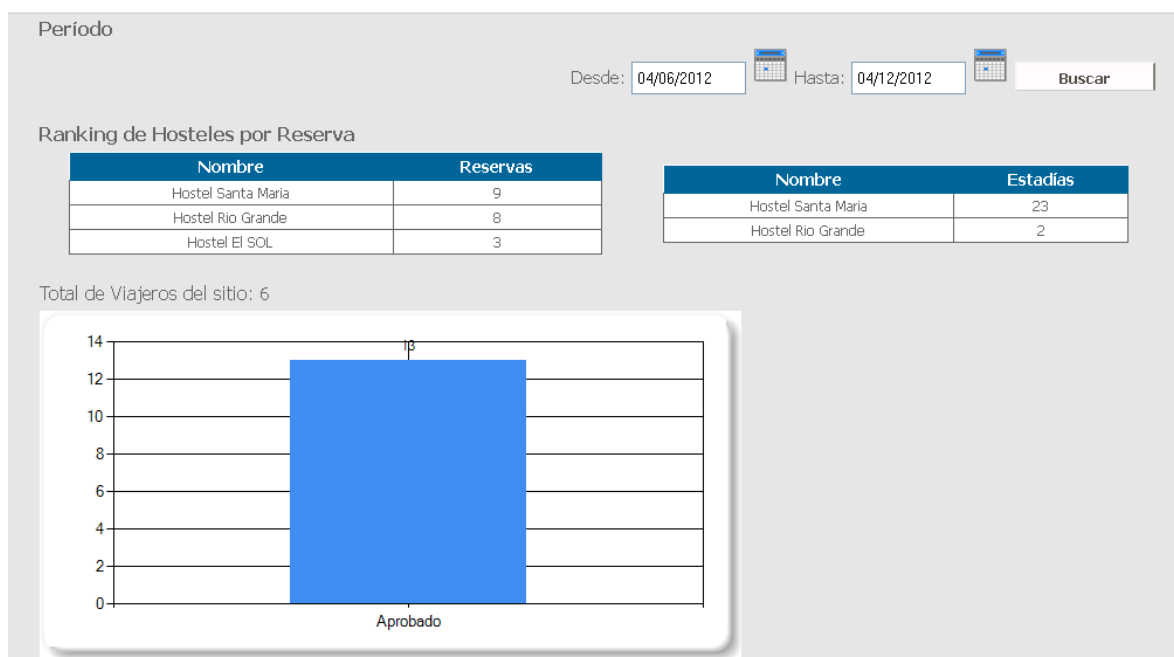 Período
Desde: 04/06/2012 Hasta: 04/12/2012 Buscar
Ranking de Hosteles por Reserva
Nombre Reservas
Hostel Santa Maria 9
Hostel Rio Grande 8
Hostel El SOL 3
Nombre Estadías
Hostel Santa Maria 23
Hostel Rio Grande 2
Total de Viajeros del sitio: 6
14
13
12
10
8
6
4
2
0
Aprobado